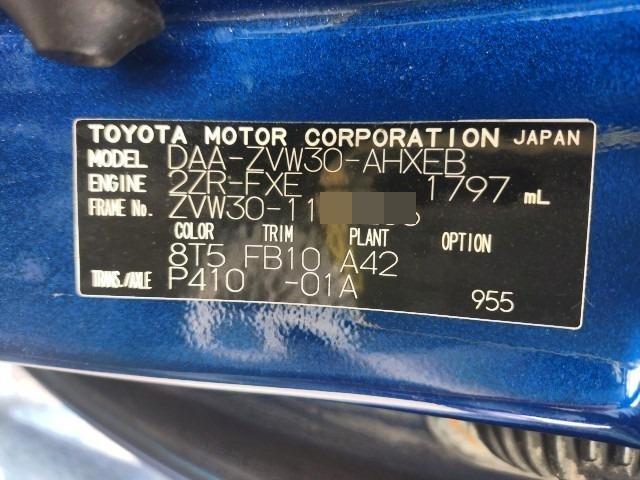 TOYOTA MOTOR CORPORATION JAPAN
MODEL DAA-ZVW30-AHXEB
ENGINE 2ZR-FXE 1797 mL
FRAME No. ZVW30-11
COLOR TRIM PLANT OPTION
8T5 FB10 A42
TRANS./AXLE P410 -01A 955